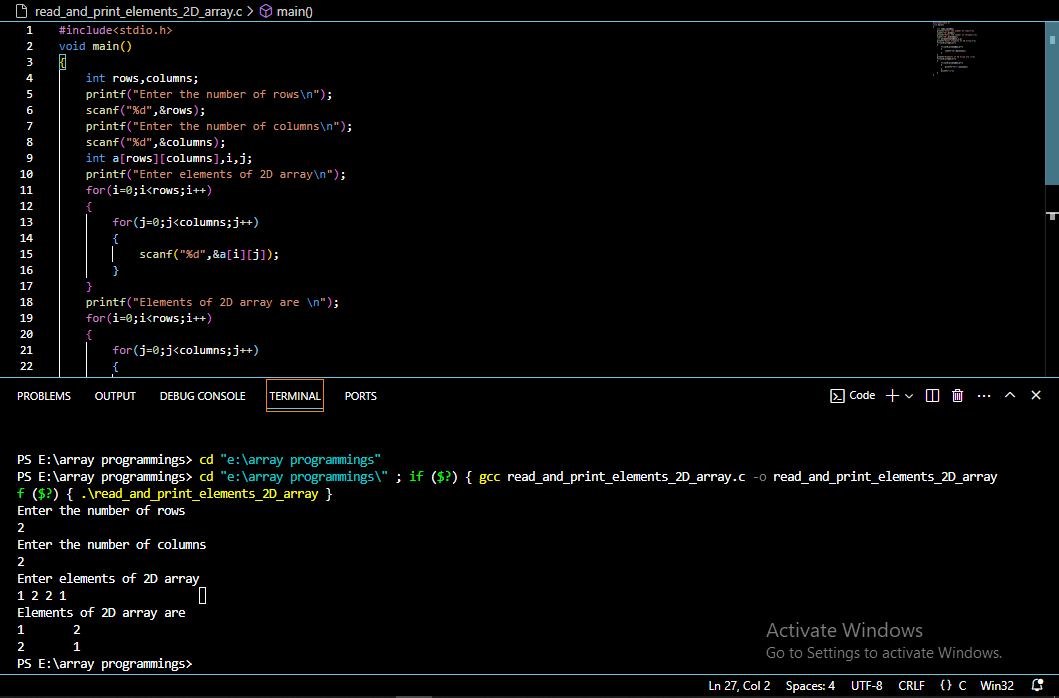 read_and_print_elements_2D_array.c > main()
1 #include<stdio.h>
2 void main()
3 {
4 int rows,columns;
5 printf("Enter the number of rows\n");
6 scanf("%d",&rows);
7 printf("Enter the number of columns\n");
8 scanf("%d",&columns);
9 int a[rows][columns],i,j;
10 printf("Enter elements of 2D array\n");
11 for(i=0;i<rows;i++)
12 {
13 for(j=0;j<columns;j++)
14 {
15 scanf("%d",&a[i][j]);
16 }
17 }
18 printf("Elements of 2D array are \n");
19 for(i=0;i<rows;i++)
20 {
21 for(j=0;j<columns;j++)
22 {
PROBLEMS OUTPUT DEBUG CONSOLE TERMINAL PORTS Code
PS E:\array programmings> cd "e:\array programmings"
PS E:\array programmings> cd "e:\array programmings\" ; if ($?) { gcc read_and_print_elements_2D_array.c -o read_and_print_elements_2D_array
f ($?) { .\read_and_print_elements_2D_array }
Enter the number of rows
2
Enter the number of columns
2
Enter elements of 2D array
1 2 2 1
Elements of 2D array are
1 2
2 1
PS E:\array programmings>
Activate Windows
Go to Settings to activate Windows.
Ln 27, Col 2 Spaces: 4 UTF-8 CRLF {} C Win32